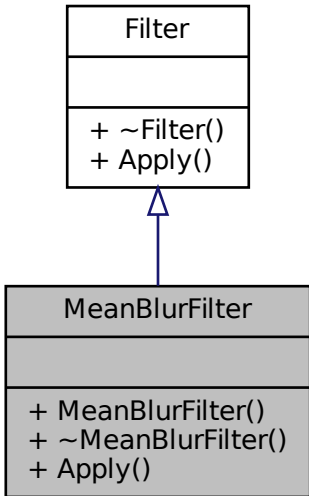 Filter
+ ~Filter()
+ Apply()
MeanBlurFilter
+ MeanBlurFilter()
+ ~MeanBlurFilter()
+ Apply()